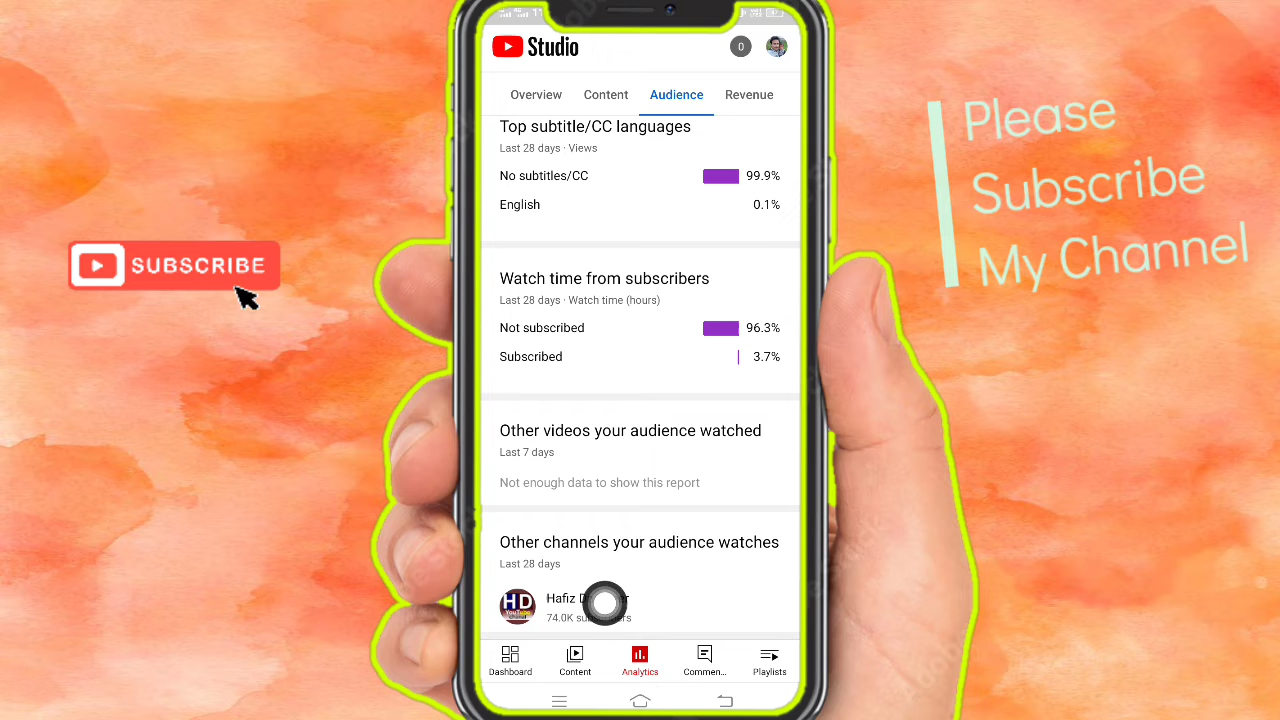 Studio
0
Overview Content Audience Revenue
Top subtitle/CC languages
Last 28 days · Views
No subtitles/CC 99.9%
English 0.1%
Watch time from subscribers
Last 28 days · Watch time (hours)
Not subscribed 96.3%
Subscribed 3.7%
Other videos your audience watched
Last 7 days
Not enough data to show this report
Other channels your audience watches
Last 28 days
HD
YouTube
Hafiz
74.0K
Dashboard Content Analytics Commen... Playlists
SUBSCRIBE
Please
Subscribe
My Channel